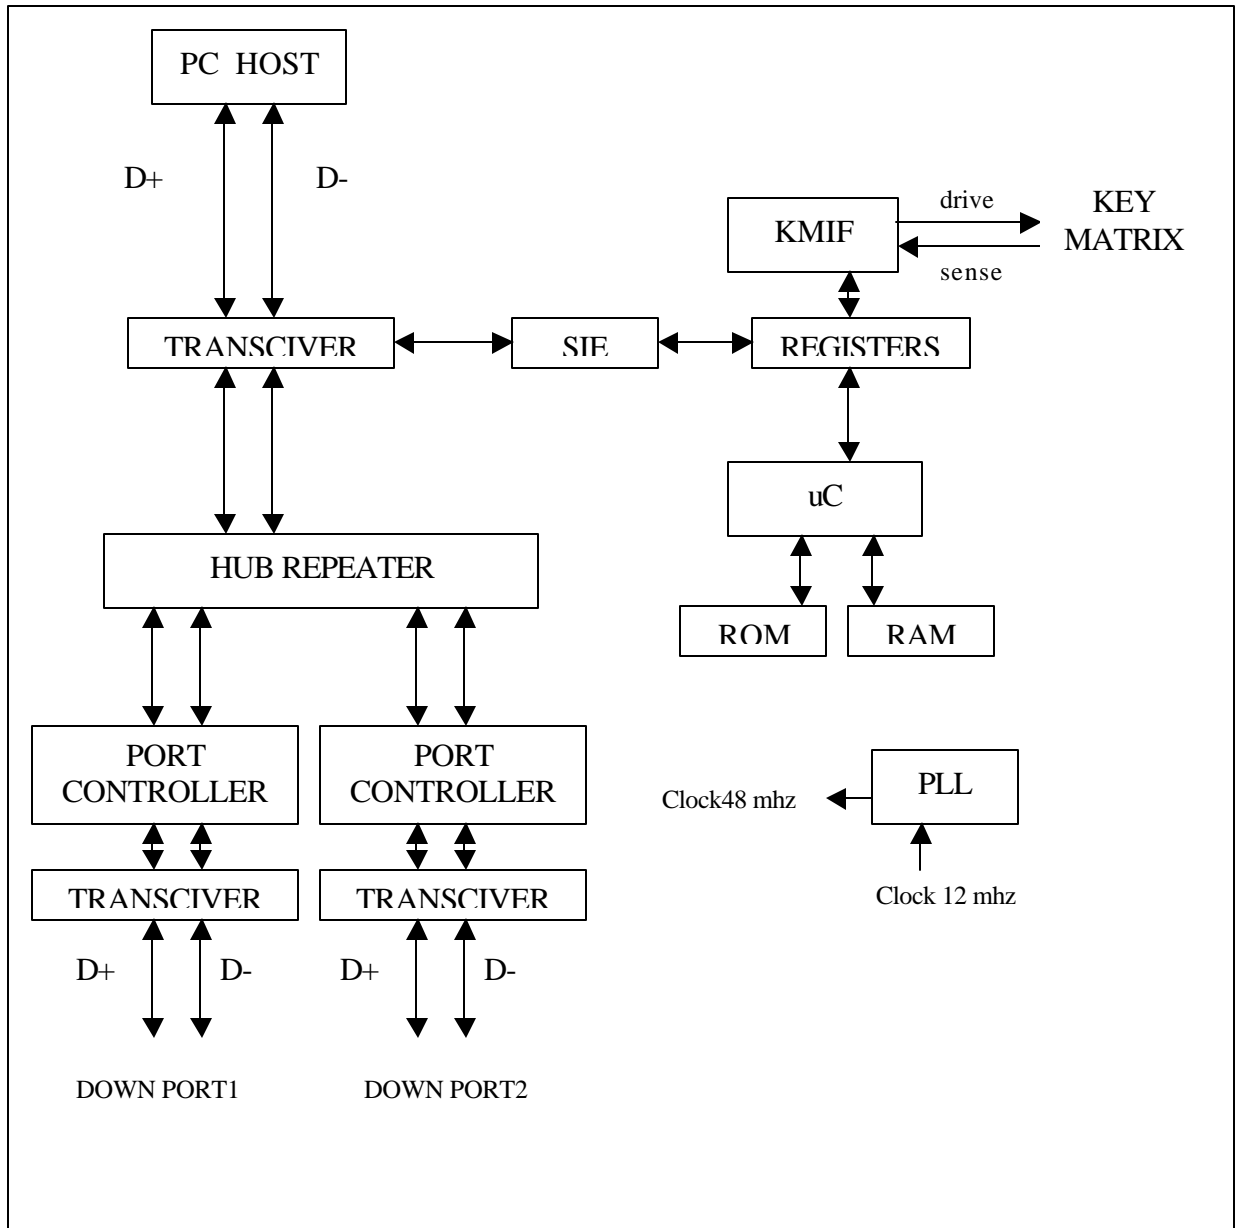 PC HOST
D+ D-
drive
KEY
MATRIX
KMIF
sense
TRANSCIVER
SIE
REGISTERS
uC
HUB REPEATER
ROM
RAM
PORT
CONTROLLER
PORT
CONTROLLER
PLL
Clock48 mhz
TRANSCIVER
TRANSCIVER
Clock 12 mhz
D+ D-
D+ D-
DOWN PORT1
DOWN PORT2